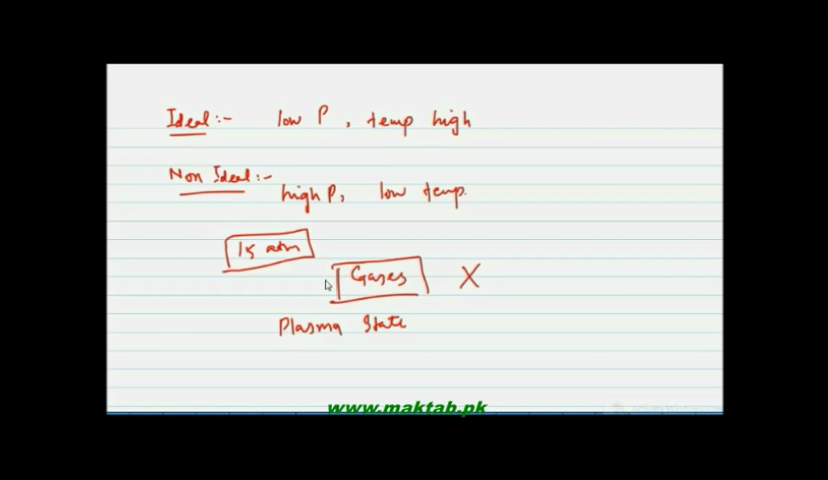 Ideal:- low P, temp high
Non Ideal:-
high P, low temp.
15 atm
Gases X
Plasma State
www.maktab.pk